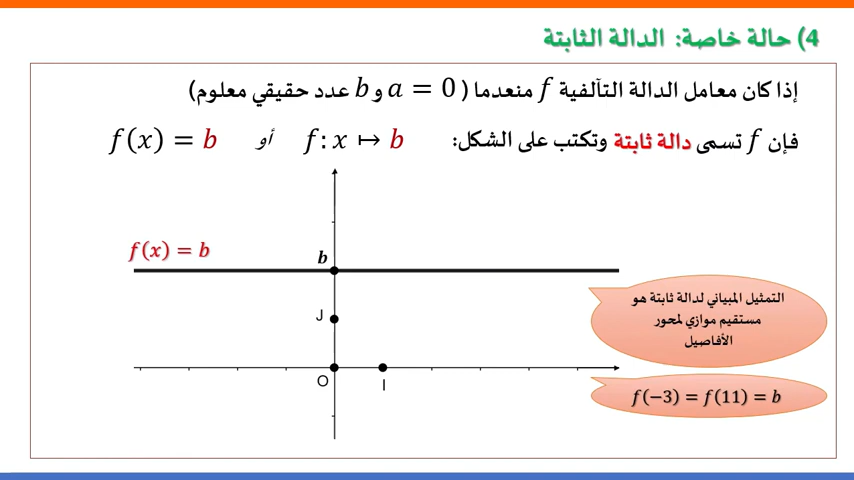 4) حالة خاصة: الدالة الثابتة
إذا كان معامل الدالة التآلفية f منعدما (a = 0 و b عدد حقيقي معلوم)
فإن f تسمى دالة ثابتة وتكتب على الشكل: f: x ↦ b أو f(x) = b
f(x) = b
b
J
O
I
التمثيل المبياني لدالة ثابتة هو
مستقيم موازي لمحور
الأفاصيل
f(−3) = f(11) = b